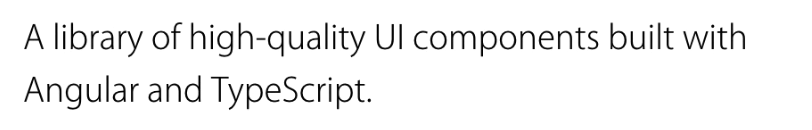 A library of high-quality UI components built with
Angular and TypeScript.